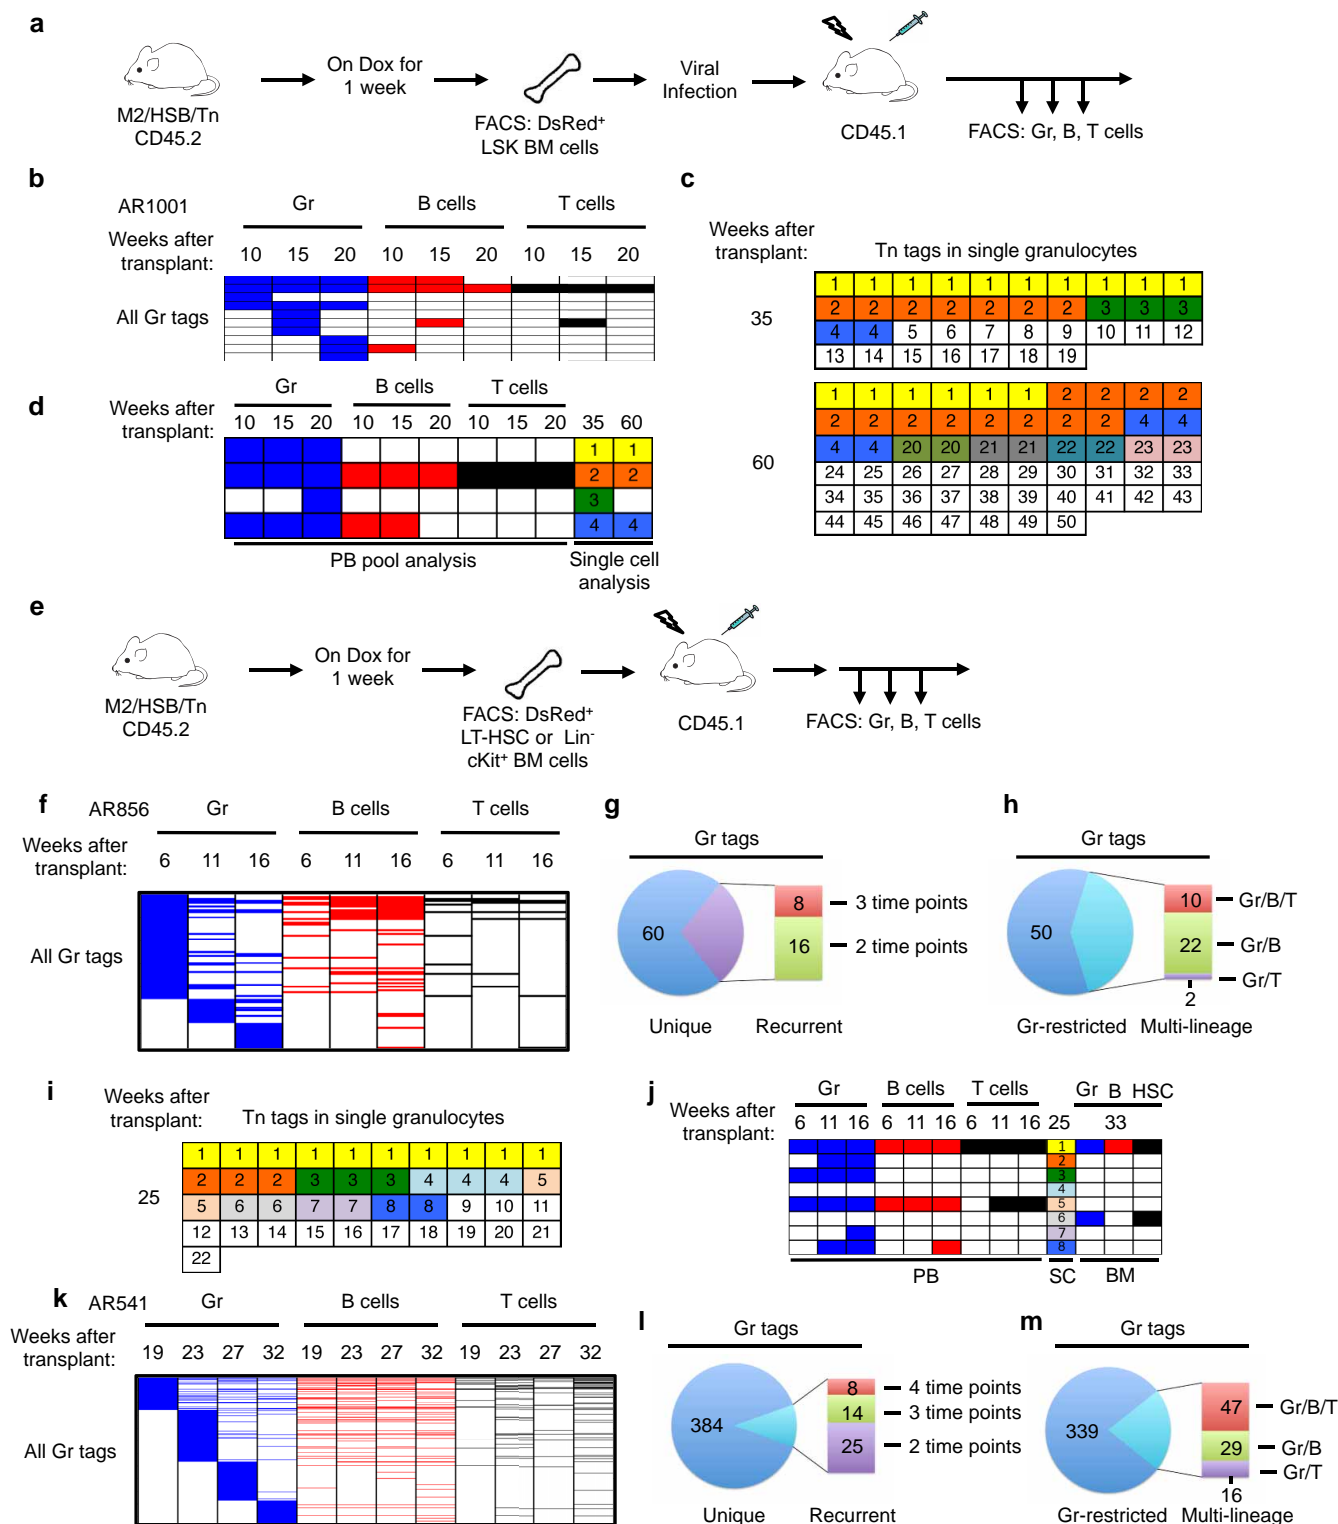 a
M2/HSB/Tn
CD45.2
On Dox for
1 week
FACS: DsRed⁺
LSK BM cells
Viral
Infection
CD45.1
FACS: Gr, B, T cells
b
AR1001
Gr B cells T cells
Weeks after
transplant:
10 15 20 10 15 20 10 15 20
All Gr tags
c
Weeks after
transplant:
Tn tags in single granulocytes
35
1 1 1 1 1 1 1 1 1
2 2 2 2 2 2 3 3 3
4 4 5 6 7 8 9 10 11 12
13 14 15 16 17 18 19
60
1 1 1 1 1 2 2 2 2
2 2 2 2 2 2 2 4 4
4 4 20 20 21 21 22 22 23 23
24 25 26 27 28 29 30 31 32 33
34 35 36 37 38 39 40 41 42 43
44 45 46 47 48 49 50
d
Gr B cells T cells
Weeks after
transplant:
10 15 20 10 15 20 10 15 20 35 60
1 1
2 2
3
4 4
PB pool analysis
Single cell
analysis
e
M2/HSB/Tn
CD45.2
On Dox for
1 week
FACS: DsRed⁺
LT-HSC or Lin⁻
cKit⁺ BM cells
CD45.1
FACS: Gr, B, T cells
f
AR856
Gr B cells T cells
Weeks after
transplant:
6 11 16 6 11 16 6 11 16
All Gr tags
g
Gr tags
60
8
16
3 time points
2 time points
Unique Recurrent
h
Gr tags
50
10
22
2
Gr/B/T
Gr/B
Gr/T
Gr-restricted Multi-lineage
i
Weeks after
transplant:
Tn tags in single granulocytes
25
1 1 1 1 1 1 1 1 1 1
2 2 2 3 3 3 4 4 4 5
5 6 6 7 7 8 8 9 10 11
12 13 14 15 16 17 18 19 20 21
22
j
Gr B cells T cells Gr B HSC
Weeks after
transplant:
6 11 16 6 11 16 6 11 16 25 33
1
2
3
4
5
6
7
8
PB SC BM
k
AR541
Gr B cells T cells
Weeks after
transplant:
19 23 27 32 19 23 27 32 19 23 27 32
All Gr tags
l
Gr tags
384
8
14
25
4 time points
3 time points
2 time points
Unique Recurrent
m
Gr tags
339
47
29
16
Gr/B/T
Gr/B
Gr/T
Gr-restricted Multi-lineage